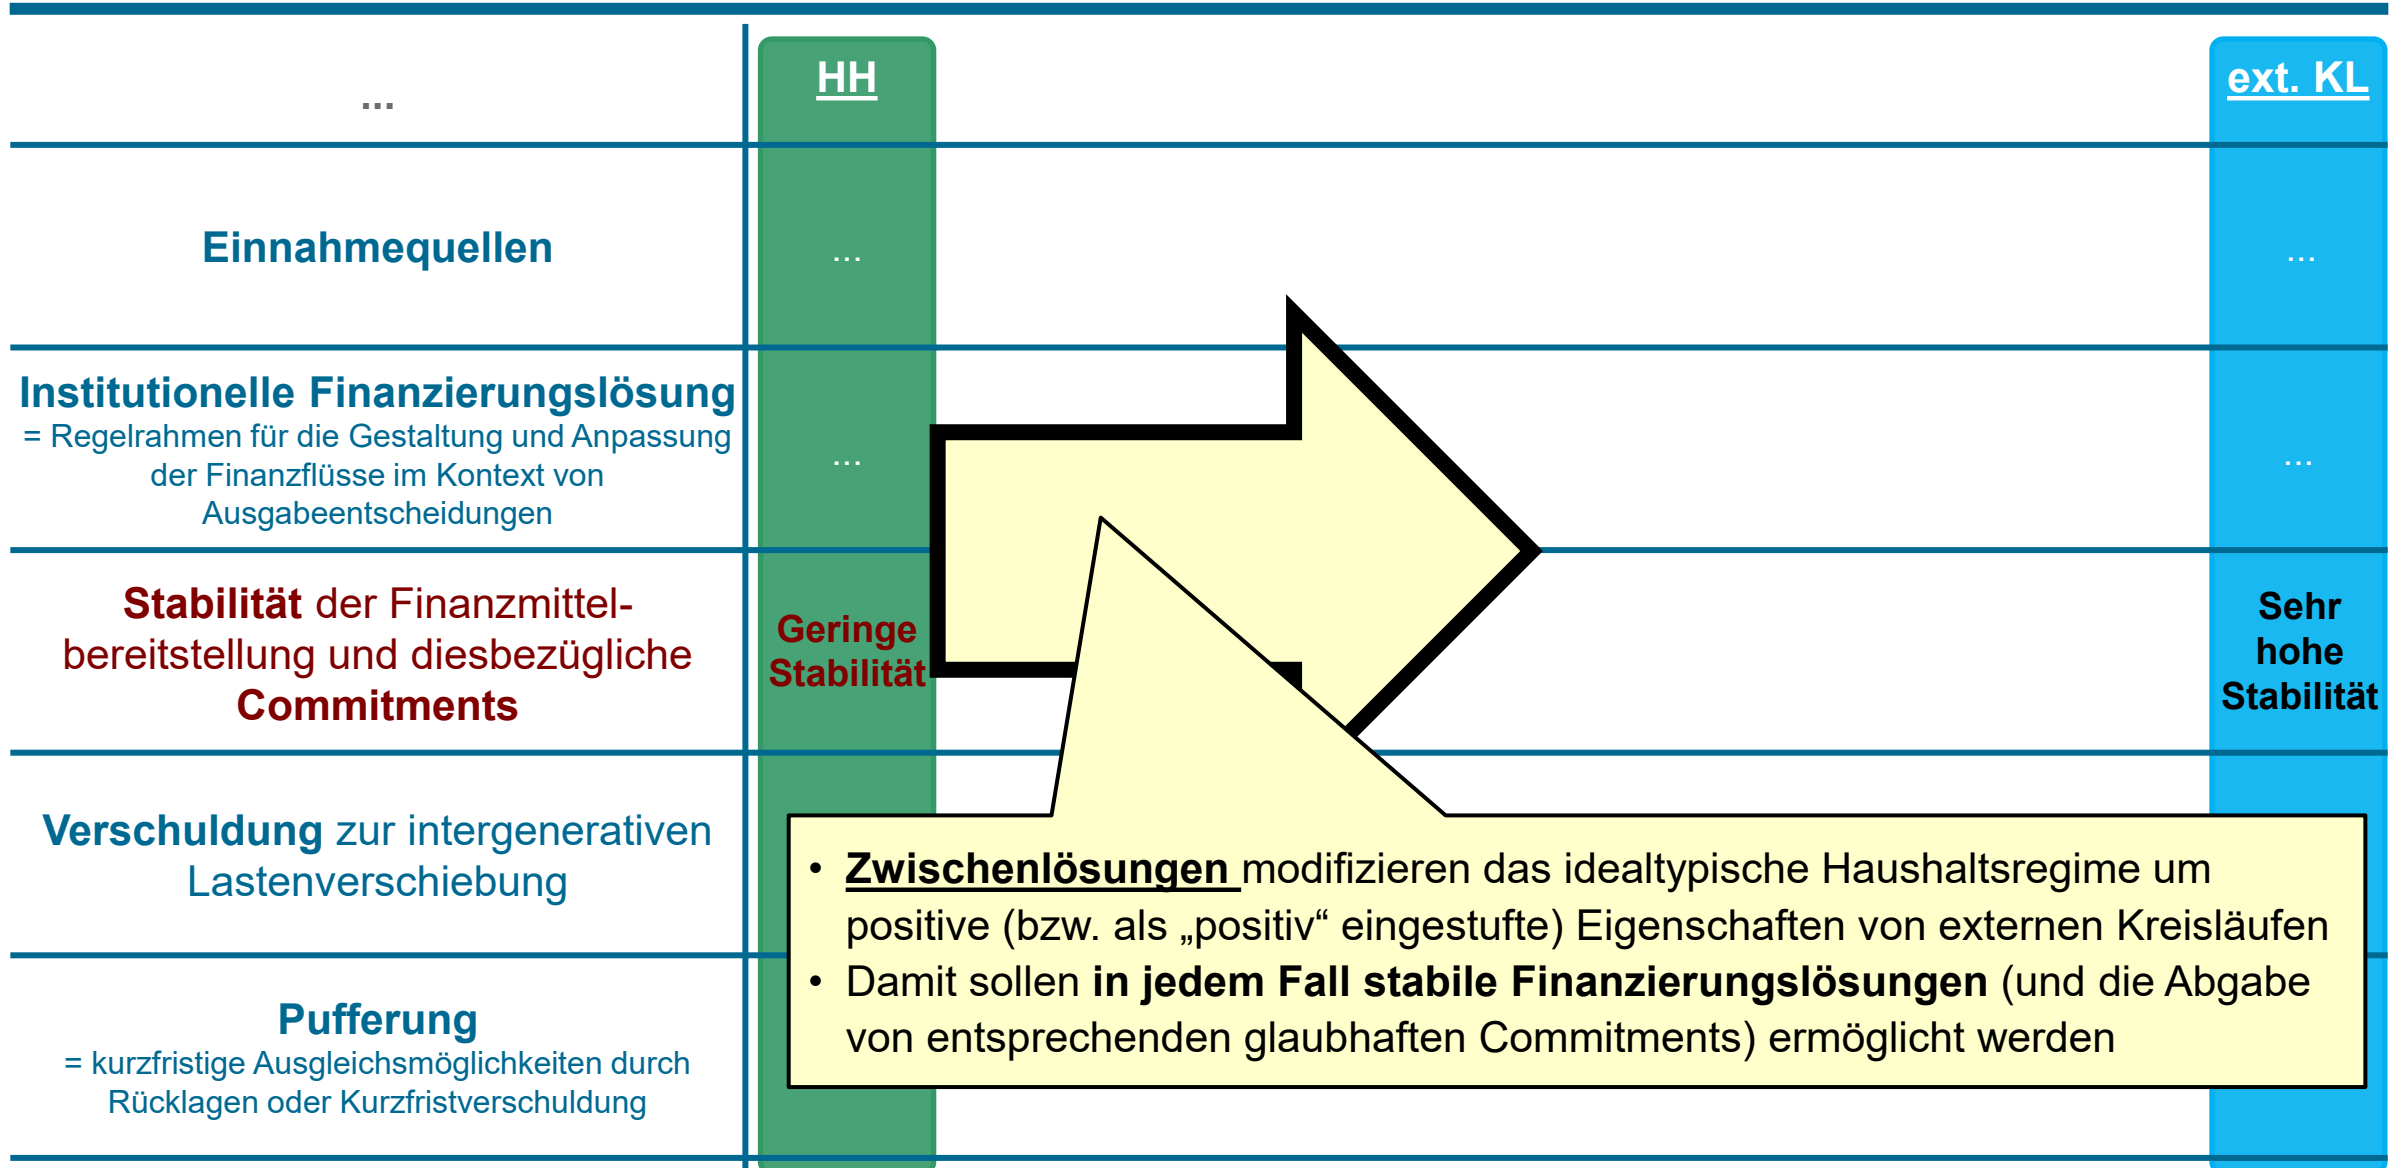 ...
HH
ext. KL
Einnahmequellen
...
...
Institutionelle Finanzierungslösung
= Regelrahmen für die Gestaltung und Anpassung
der Finanzflüsse im Kontext von
Ausgabeentscheidungen
...
...
Stabilität der Finanzmittel-
bereitstellung und diesbezügliche
Commitments
Geringe
Stabilität
Sehr
hohe
Stabilität
Verschuldung zur intergenerativen
Lastenverschiebung
Pufferung
= kurzfristige Ausgleichsmöglichkeiten durch
Rücklagen oder Kurzfristverschuldung
• Zwischenlösungen modifizieren das idealtypische Haushaltsregime um
positive (bzw. als „positiv“ eingestufte) Eigenschaften von externen Kreisläufen
• Damit sollen in jedem Fall stabile Finanzierungslösungen (und die Abgabe
von entsprechenden glaubhaften Commitments) ermöglicht werden